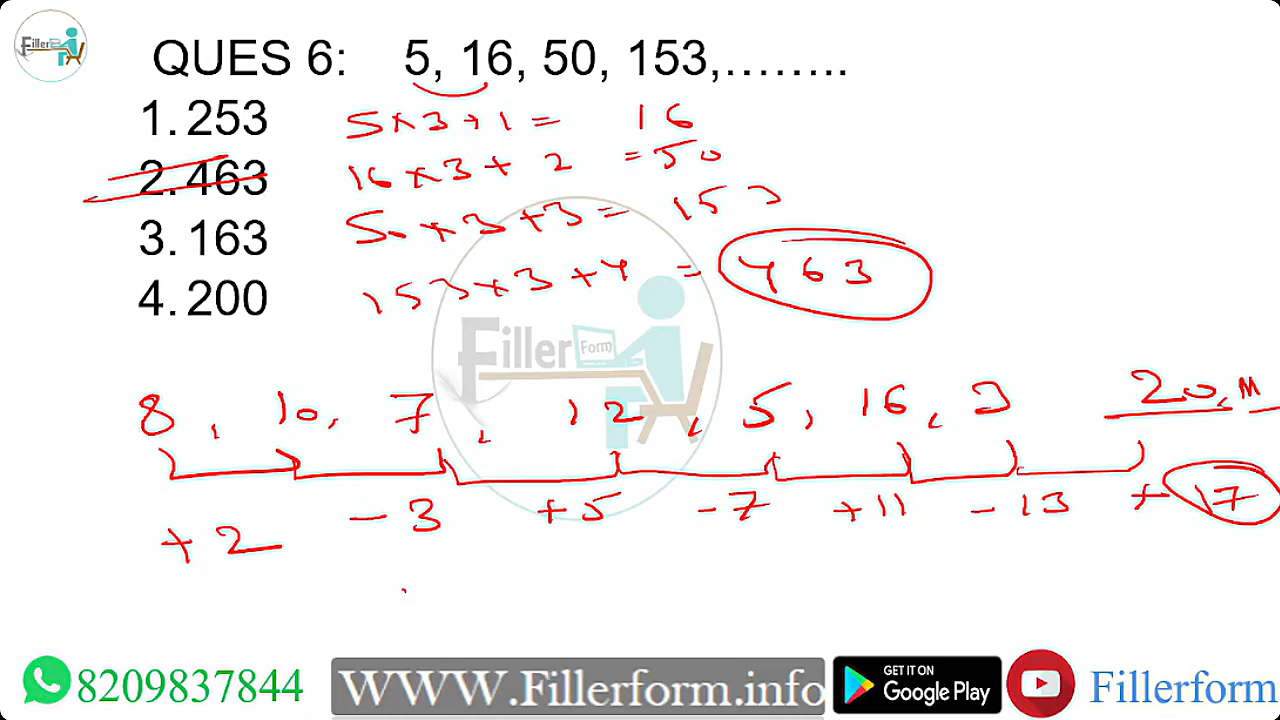 Filler
QUES 6: 5, 16, 50, 153,........
1. 253
5×3+1= 16
2. 463
16×3+ 2 =50
3. 163
50×3+3= 153
4. 200
153×3+4 = 463
Filler Form
8, 10, 7, 12, 5, 16, 3 20,
+2 -3 +5 -7 +11 -13 +17
8209837844
WWW.Fillerform.info
GET IT ON
Google Play
Fillerform